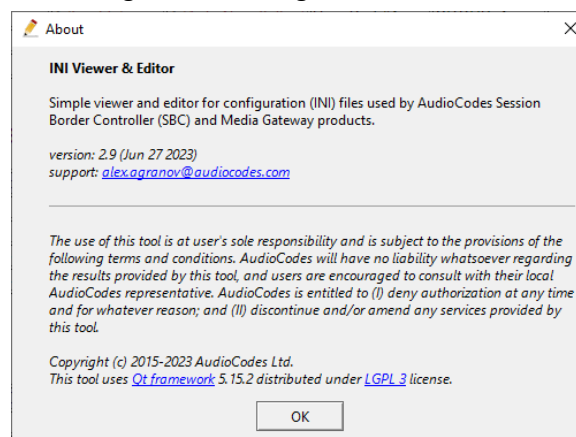 About
INI Viewer & Editor
Simple viewer and editor for configuration (INI) files used by AudioCodes Session
Border Controller (SBC) and Media Gateway products.
version: 2.9 (Jun 27 2023)
support: alex.agranov@audiocodes.com
The use of this tool is at user's sole responsibility and is subject to the provisions of the
following terms and conditions. AudioCodes will have no liability whatsoever regarding
the results provided by this tool, and users are encouraged to consult with their local
AudioCodes representative. AudioCodes is entitled to (I) deny authorization at any time
and for whatever reason; and (II) discontinue and/or amend any services provided by
this tool.
Copyright (c) 2015-2023 AudioCodes Ltd.
This tool uses Qt framework 5.15.2 distributed under LGPL 3 license.
OK